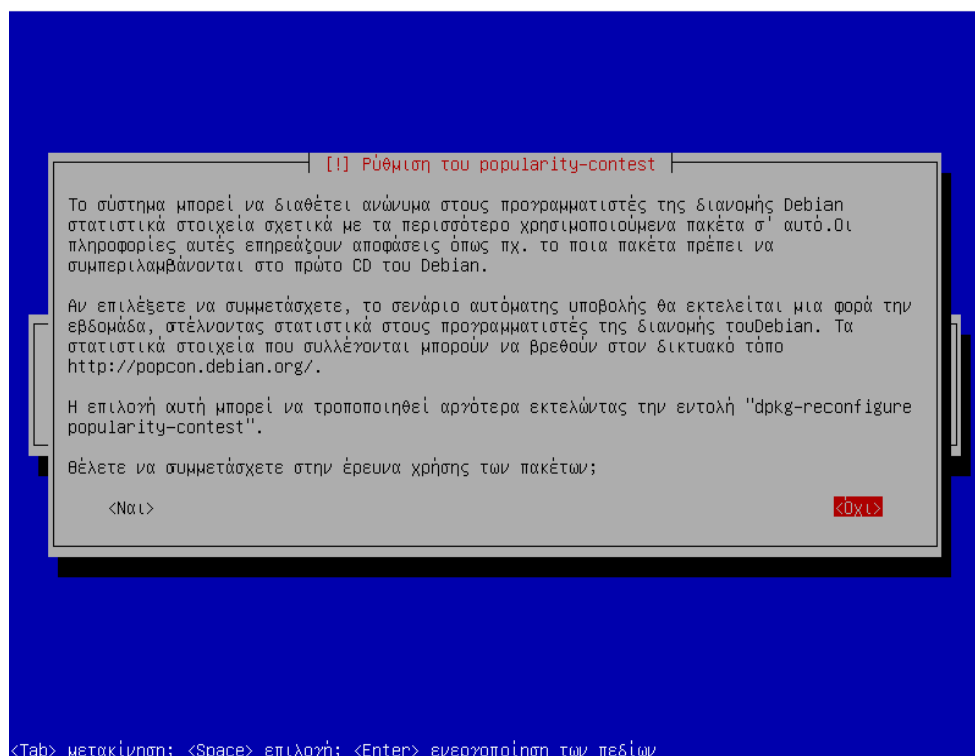 [!] Ρύθμιση του popularity-contest
Το σύστημα μπορεί να διαθέτει ανώνυμα στους προγραμματιστές της διανομής Debian
στατιστικά στοιχεία σχετικά με τα περισσότερο χρησιμοποιούμενα πακέτα σ' αυτό.Οι
πληροφορίες αυτές επηρεάζουν αποφάσεις όπως πχ. το ποια πακέτα πρέπει να
συμπεριλαμβάνονται στο πρώτο CD του Debian.
Αν επιλέξετε να συμμετάσχετε, το σενάριο αυτόματης υποβολής θα εκτελείται μια φορά την
εβδομάδα, στέλνοντας στατιστικά στους προγραμματιστές της διανομής τουDebian. Τα
στατιστικά στοιχεία που συλλέγονται μπορούν να βρεθούν στον δικτυακό τόπο
http://popcon.debian.org/.
Η επιλογή αυτή μπορεί να τροποποιηθεί αργότερα εκτελώντας την εντολή "dpkg-reconfigure
popularity-contest".
Θέλετε να συμμετάσχετε στην έρευνα χρήσης των πακέτων;
<Ναι> <Όχι>
<Tab> μετακίνηση; <Space> επιλογή; <Enter> ενεργοποίηση των πεδίων